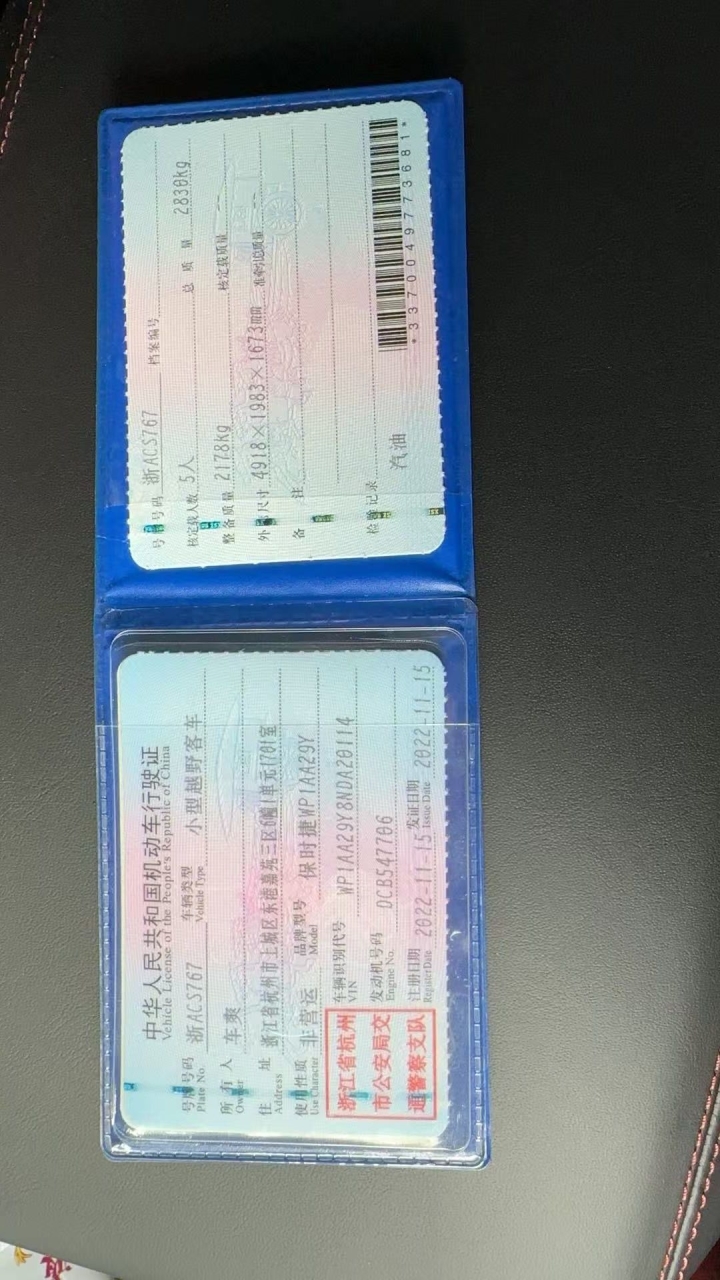 中华人民共和国机动车行驶证
Vehicle License of the People's Republic of China
号牌号码 浙ACS767 车辆类型 小型越野客车
Plate No. Vehicle Type
所有人 车爽
Owner
住址 浙江省杭州市上城区东港嘉苑三区6幢1单元1701室
Address
使用性质 非营运 品牌型号 保时捷WP1AA29Y
Use Character Model
车辆识别代号 WP1AA29Y8NDA20114
VIN
发动机号码 DCB547706
Engine No.
注册日期 2022-11-15 发证日期 2022-11-15
Register Date Issue Date
浙江省杭州
市公安局交
通警察支队
号牌号码 浙ACS767 档案编号
核定载人数 5人 总质量 2830kg
整备质量 2178kg 核定载质量
外廓尺寸 4918×1983×1673mm 准牵引总质量
备注
检验记录
汽油
*3370049773681*